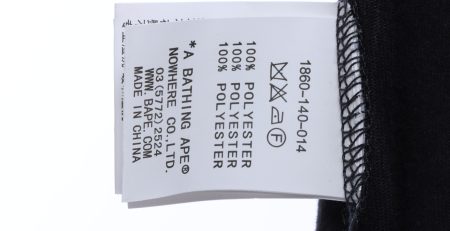 1860-140-014
100% POLYESTER
100% POLYESTER
100% POLYESTER
*A BATHING APE®
NOWHERE CO.,LTD.
03(5772)2524
WWW.BAPE.COM
MADE IN CHINA